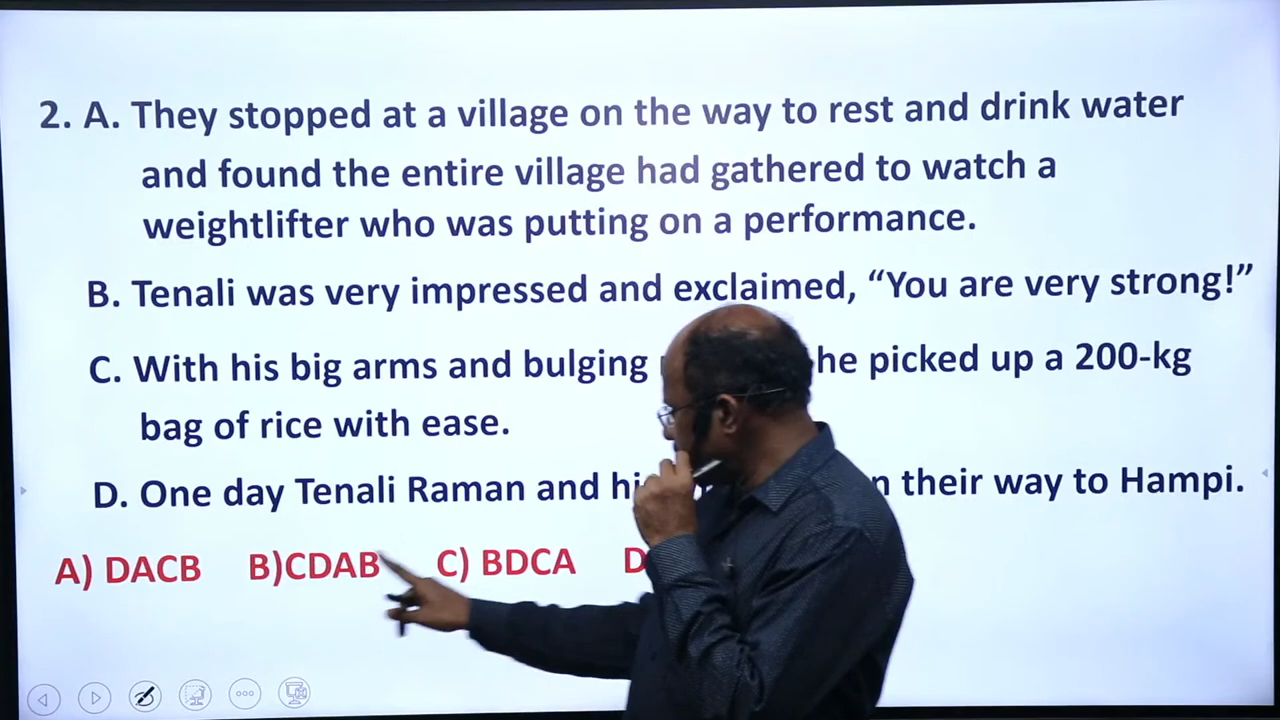 2. A. They stopped at a village on the way to rest and drink water
and found the entire village had gathered to watch a
weightlifter who was putting on a performance.
B. Tenali was very impressed and exclaimed, “You are very strong!”
C. With his big arms and bulging he picked up a 200-kg
bag of rice with ease.
D. One day Tenali Raman and their way to Hampi.
A) DACB B)CDAB C) BDCA